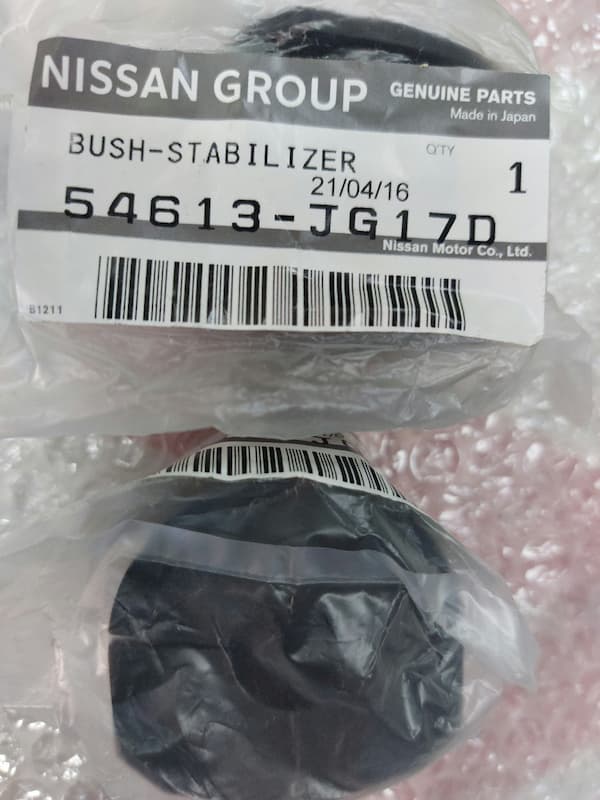 NISSAN GROUP GENUINE PARTS
Made in Japan
BUSH-STABILIZER Q'TY 1
21/04/16
54613-JG17D
Nissan Motor Co., Ltd.
B1211